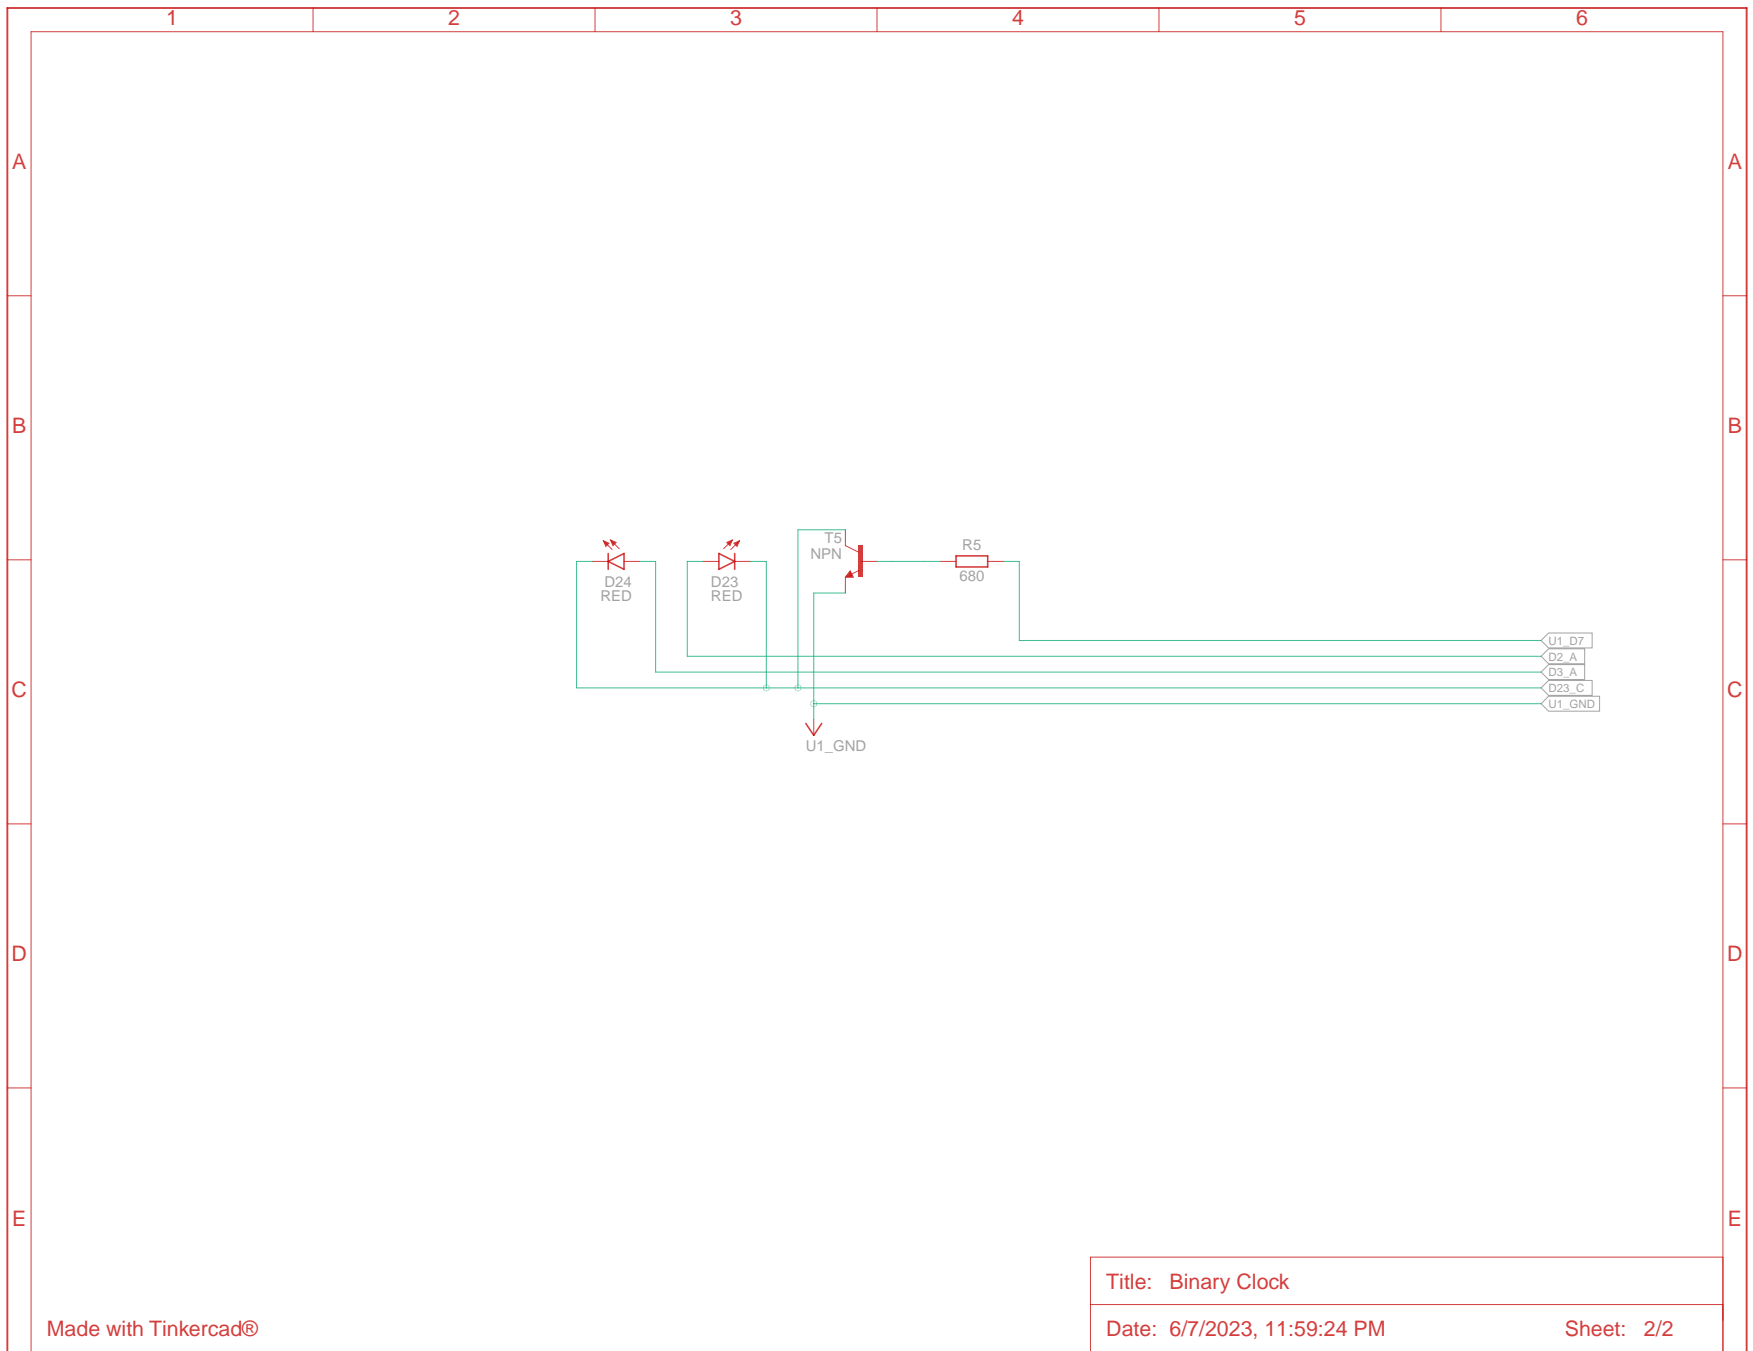 1 2 3 4 5 6
A A
T5
NPN
R5
680
D24
RED
D23
RED
B B
U1_D7
D2_A
D3_A
D23_C
U1_GND
U1_GND
C C
D D
E E
Title: Binary Clock
Made with Tinkercad®
Date: 6/7/2023, 11:59:24 PM Sheet: 2/2